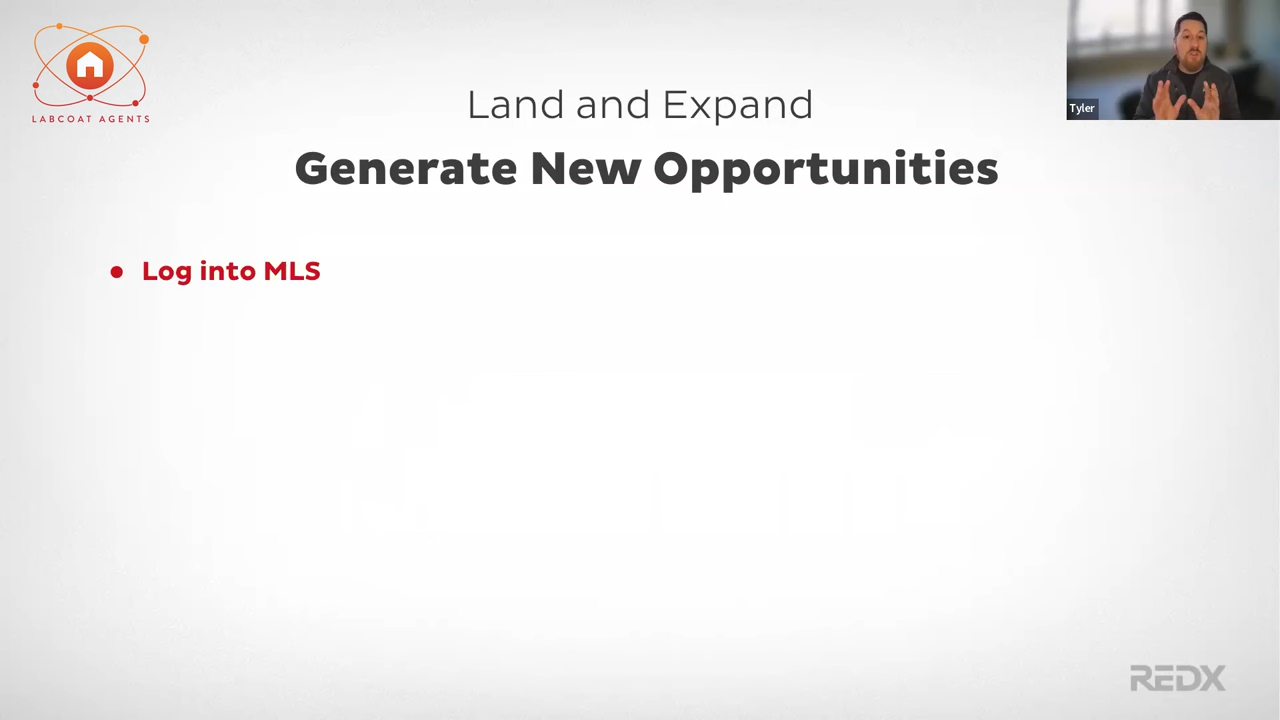 LABCOAT AGENTS
Tyler
Land and Expand
Generate New Opportunities
• Log into MLS
REDX